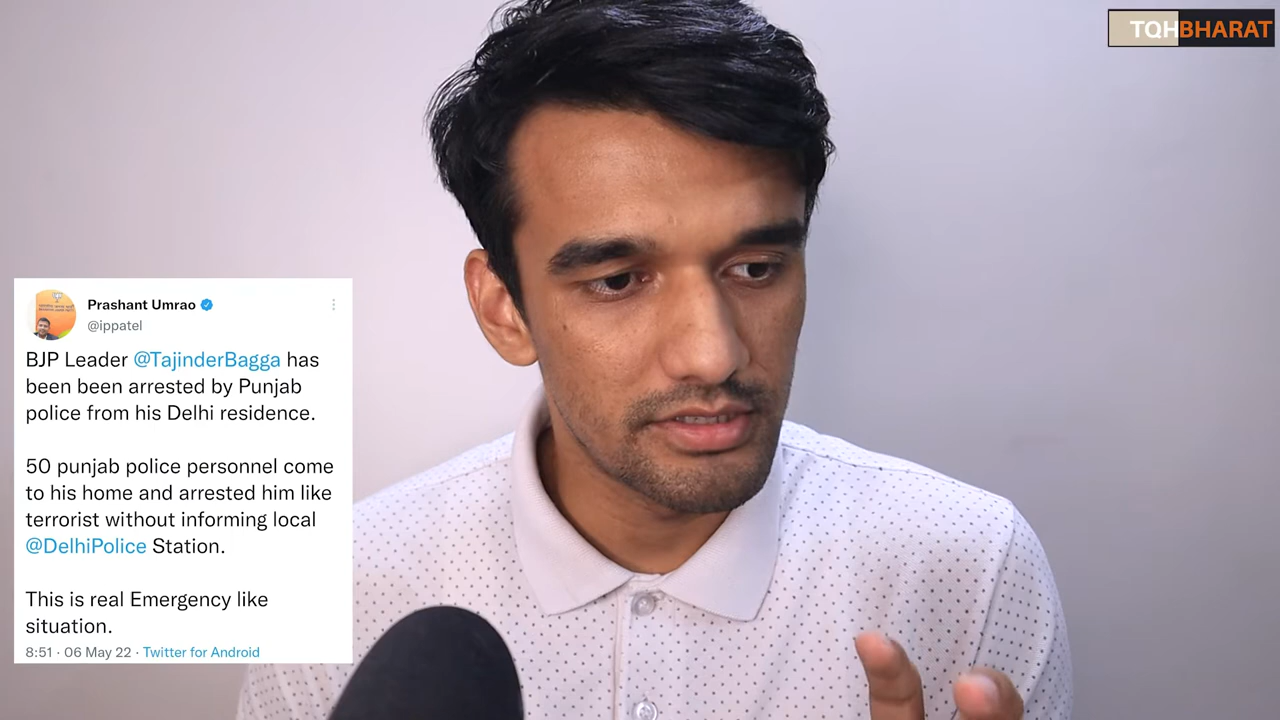 TQHBHARAT
Prashant Umrao
@ippatel
BJP Leader @TajinderBagga has
been been arrested by Punjab
police from his Delhi residence.
50 punjab police personnel come
to his home and arrested him like
terrorist without informing local
@DelhiPolice Station.
This is real Emergency like
situation.
8:51 · 06 May 22 · Twitter for Android